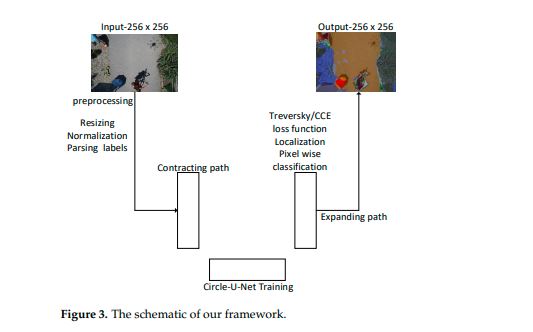 Input-256 x 256
Output-256 x 256
preprocessing
Resizing
Normalization
Parsing labels
Treversky/CCE
loss function
Localization
Pixel wise
classification
Contracting path
Expanding path
Circle-U-Net Training
Figure 3. The schematic of our framework.